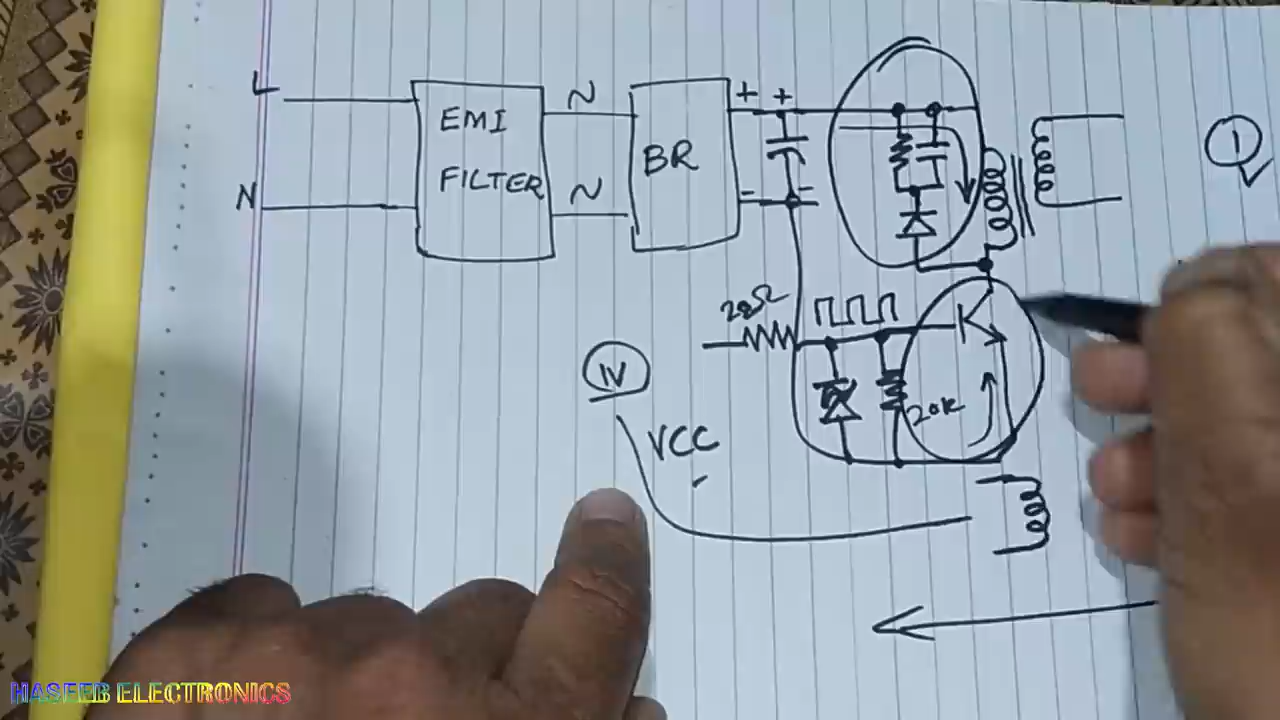 L
N
EMI
FILTER
~
~
BR
+
-
+
-
I
20Ω
20K
IV
VCC
HASEEB ELECTRONICS